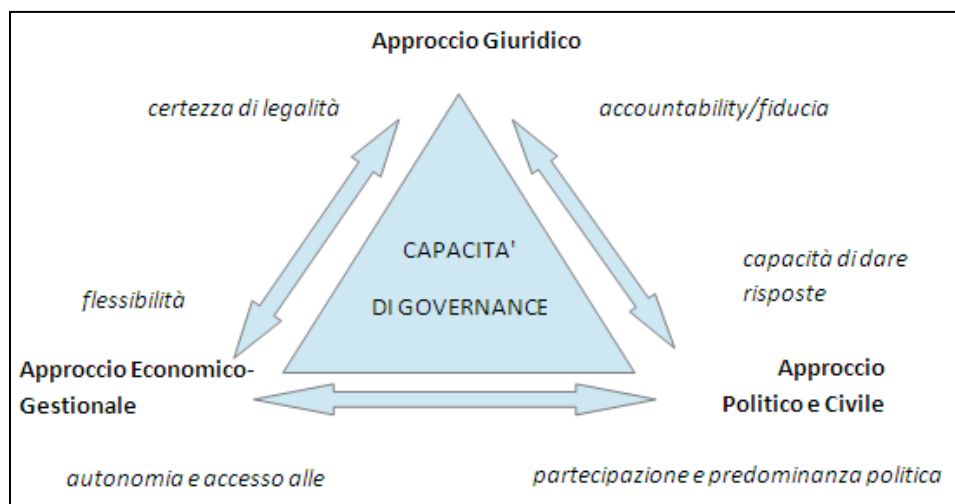 Approccio Giuridico
certezza di legalità
accountability/fiducia
CAPACITA'
DI GOVERNANCE
capacità di dare
risposte
flessibilità
Approccio Economico-
Gestionale
Approccio
Politico e Civile
autonomia e accesso alle
partecipazione e predominanza politica